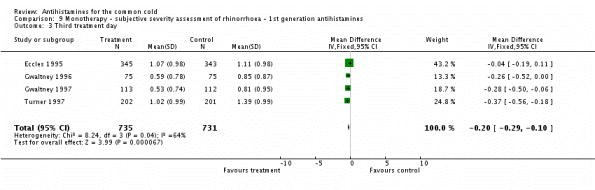 Review: Antihistamines for the common cold
Comparison: 9 Monotherapy - subjective severity assessment of rhinorrhoea - 1st generation antihistamines
Outcome: 3 Third treatment day
Study or subgroup Treatment Control Mean Difference Weight Mean Difference
N Mean(SD) N Mean(SD) IV,Fixed,95% CI IV,Fixed,95% CI
Eccles 1995 345 1.07 (0.98) 343 1.11 (0.98) 43.2 % -0.04 [ -0.19, 0.11 ]
Gwaltney 1996 75 0.59 (0.78) 75 0.85 (0.87) 13.3 % -0.26 [ -0.52, 0.00 ]
Gwaltney 1997 113 0.53 (0.74) 112 0.81 (0.95) 18.7 % -0.28 [ -0.50, -0.06 ]
Turner 1997 202 1.02 (0.99) 201 1.39 (0.99) 24.8 % -0.37 [ -0.56, -0.18 ]
Total (95% CI) 735 731 100.0 % -0.20 [ -0.29, -0.10 ]
Heterogeneity: Chi² = 8.24, df = 3 (P = 0.04); I² =64%
Test for overall effect: Z = 3.99 (P = 0.000067)
-10 -5 0 5 10
Favours treatment Favours control